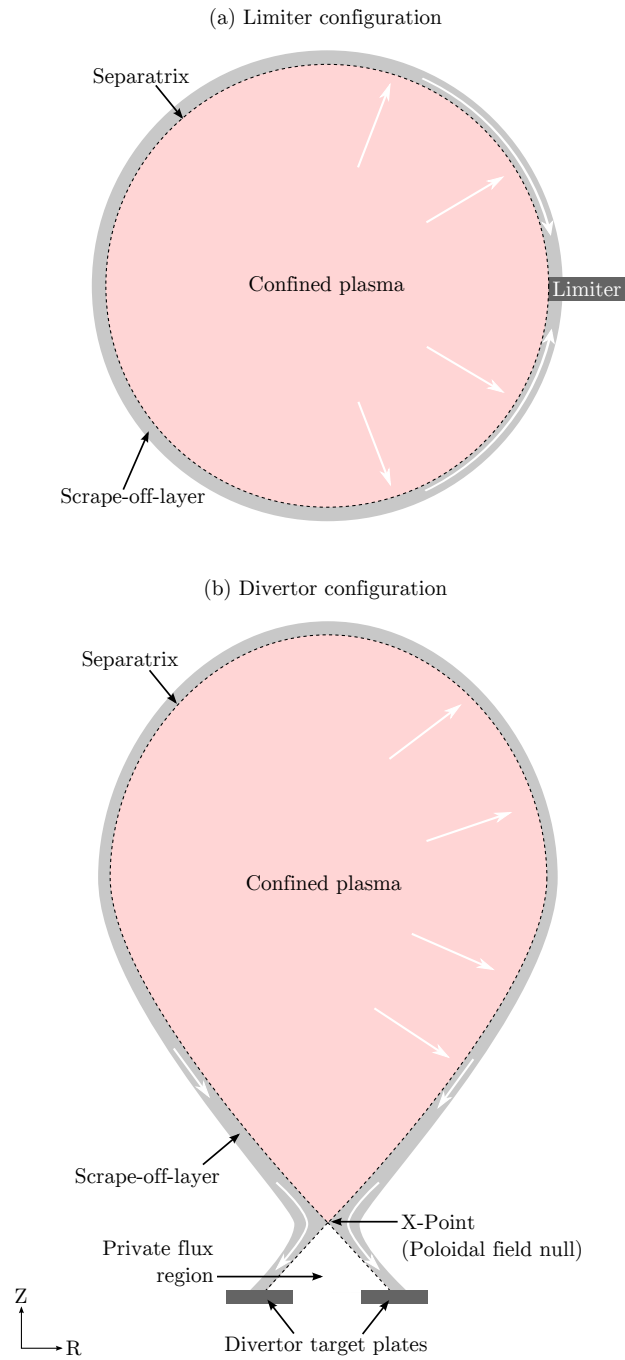 (a) Limiter configuration
Separatrix
Confined plasma
Limiter
Scrape-off-layer
(b) Divertor configuration
Separatrix
Confined plasma
Scrape-off-layer
X-Point
(Poloidal field null)
Private flux
region
Z
R
Divertor target plates